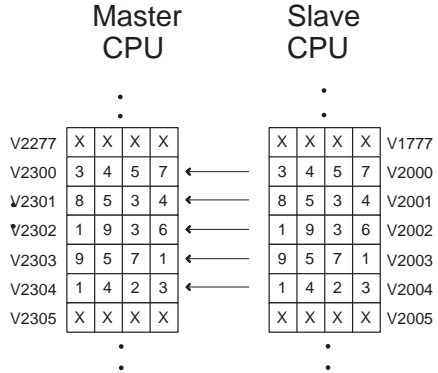 Master CPU
Slave CPU
V2277 X X X X X X X X V1777
V2300 3 4 5 7 3 4 5 7 V2000
V2301 8 5 3 4 8 5 3 4 V2001
V2302 1 9 3 6 1 9 3 6 V2002
V2303 9 5 7 1 9 5 7 1 V2003
V2304 1 4 2 3 1 4 2 3 V2004
V2305 X X X X X X X X V2005